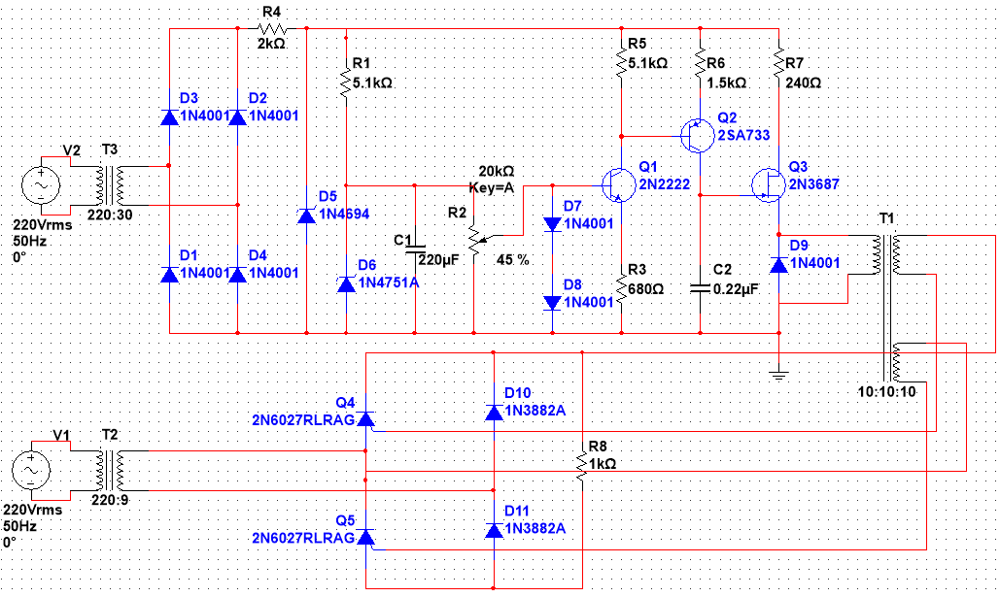 R4
2kΩ
R1
5.1kΩ
R5
5.1kΩ
R6
1.5kΩ
R7
240Ω
D3
1N4001
D2
1N4001
Q2
2SA733
V2
T3
220:30
220Vrms
50Hz
0°
20kΩ
Key=A
R2
45 %
Q1
2N2222
Q3
2N3687
D5
1N4694
D7
1N4001
T1
10:10:10
C1
220µF
D1
1N4001
D4
1N4001
D6
1N4751A
D8
1N4001
R3
680Ω
C2
0.22µF
D9
1N4001
Q4
2N6027RLRAG
D10
1N3882A
V1
T2
220:9
220Vrms
50Hz
0°
R8
1kΩ
Q5
2N6027RLRAG
D11
1N3882A